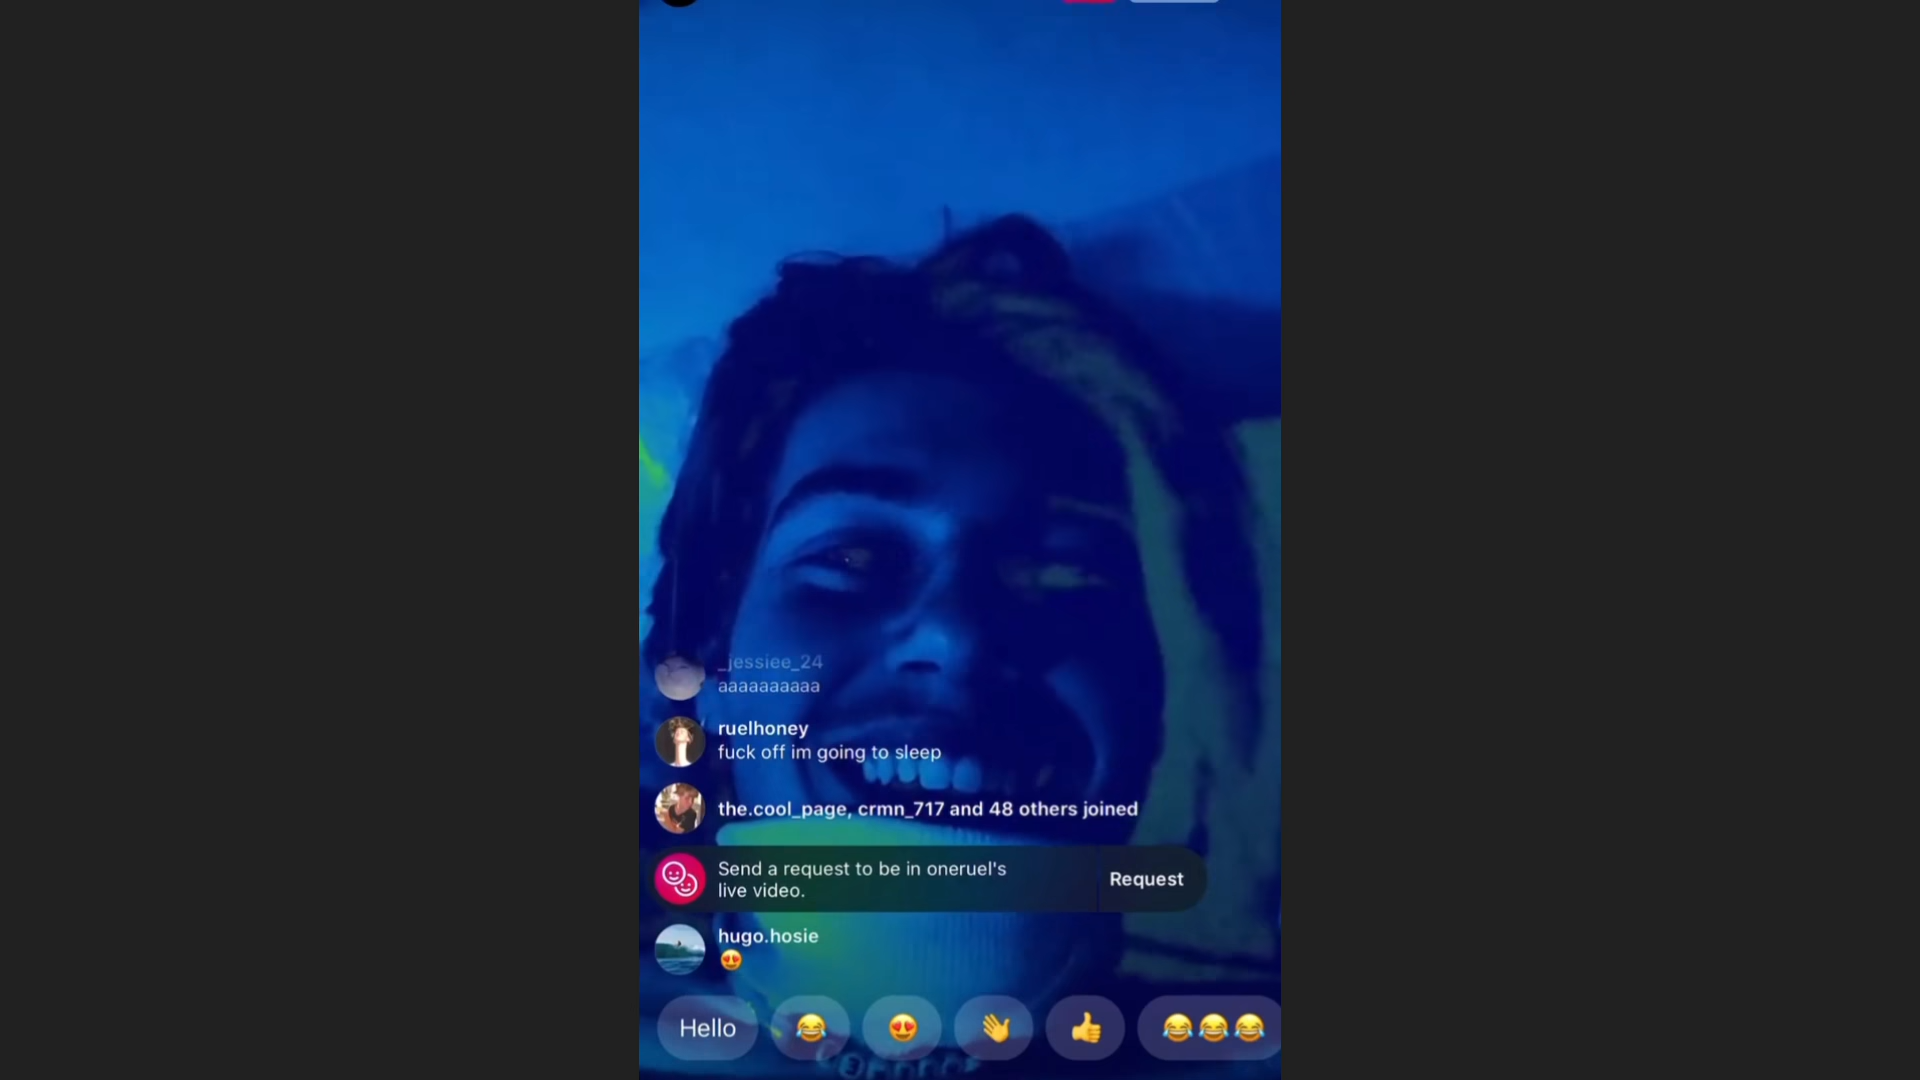 _jessiee_24
aaaaaaaaaa
ruelhoney
fuck off im going to sleep
the.cool_page, crmn_717 and 48 others joined
Send a request to be in oneruel's
live video.
Request
hugo.hosie
😍
Hello 😂 😍 👋 👍 😂😂😂